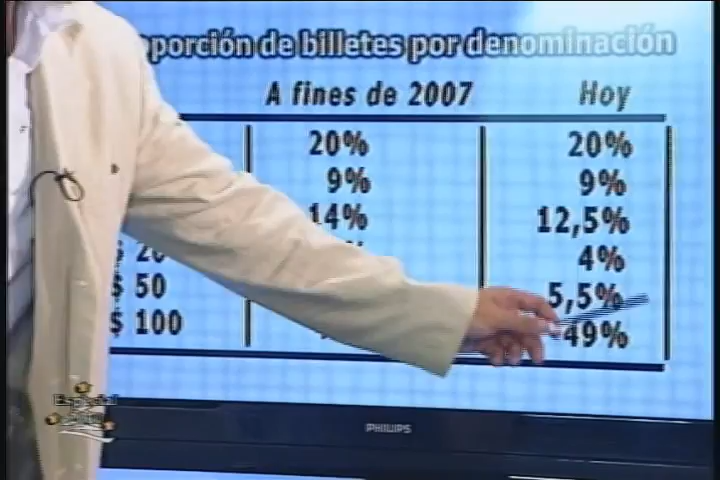 porción de billetes por denominación
A fines de 2007 Hoy
20% 20%
9% 9%
14% 12,5%
$ 20 % 4%
$ 50 5,5%
$ 100 49%
PHILIPS